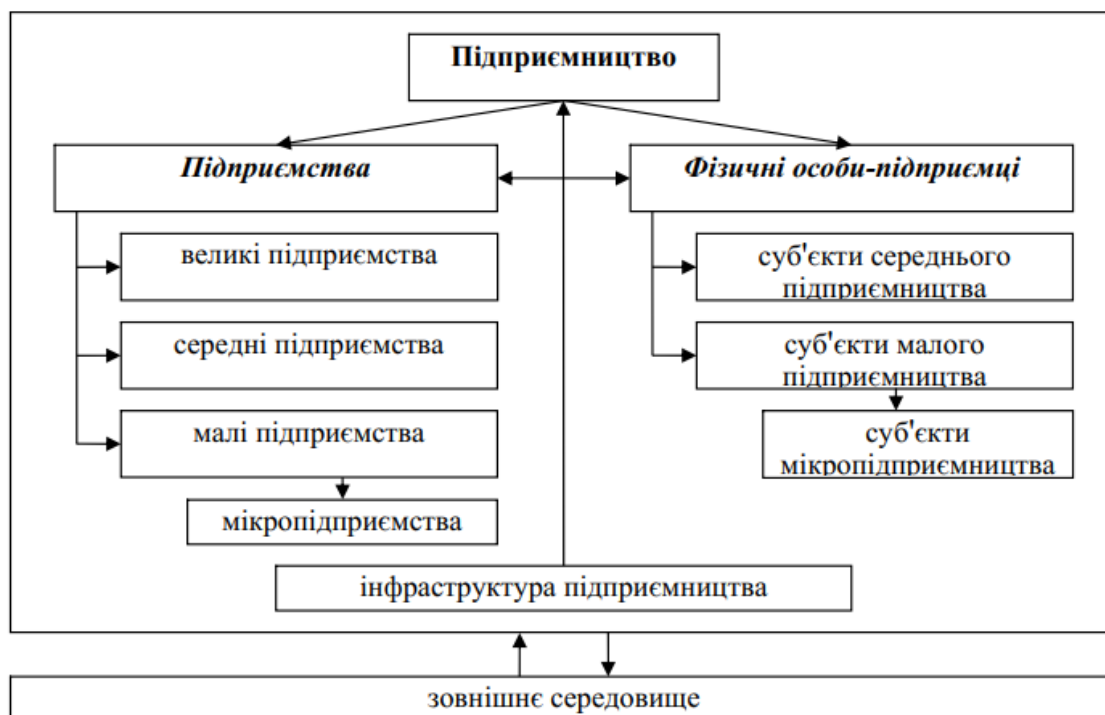 Підприємництво
Підприємства
Фізичні особи-підприємці
великі підприємства
середні підприємства
малі підприємства
мікропідприємства
суб'єкти середнього
підприємництва
суб'єкти малого
підприємництва
суб'єкти
мікропідприємництва
інфраструктура підприємництва
зовнішнє середовище